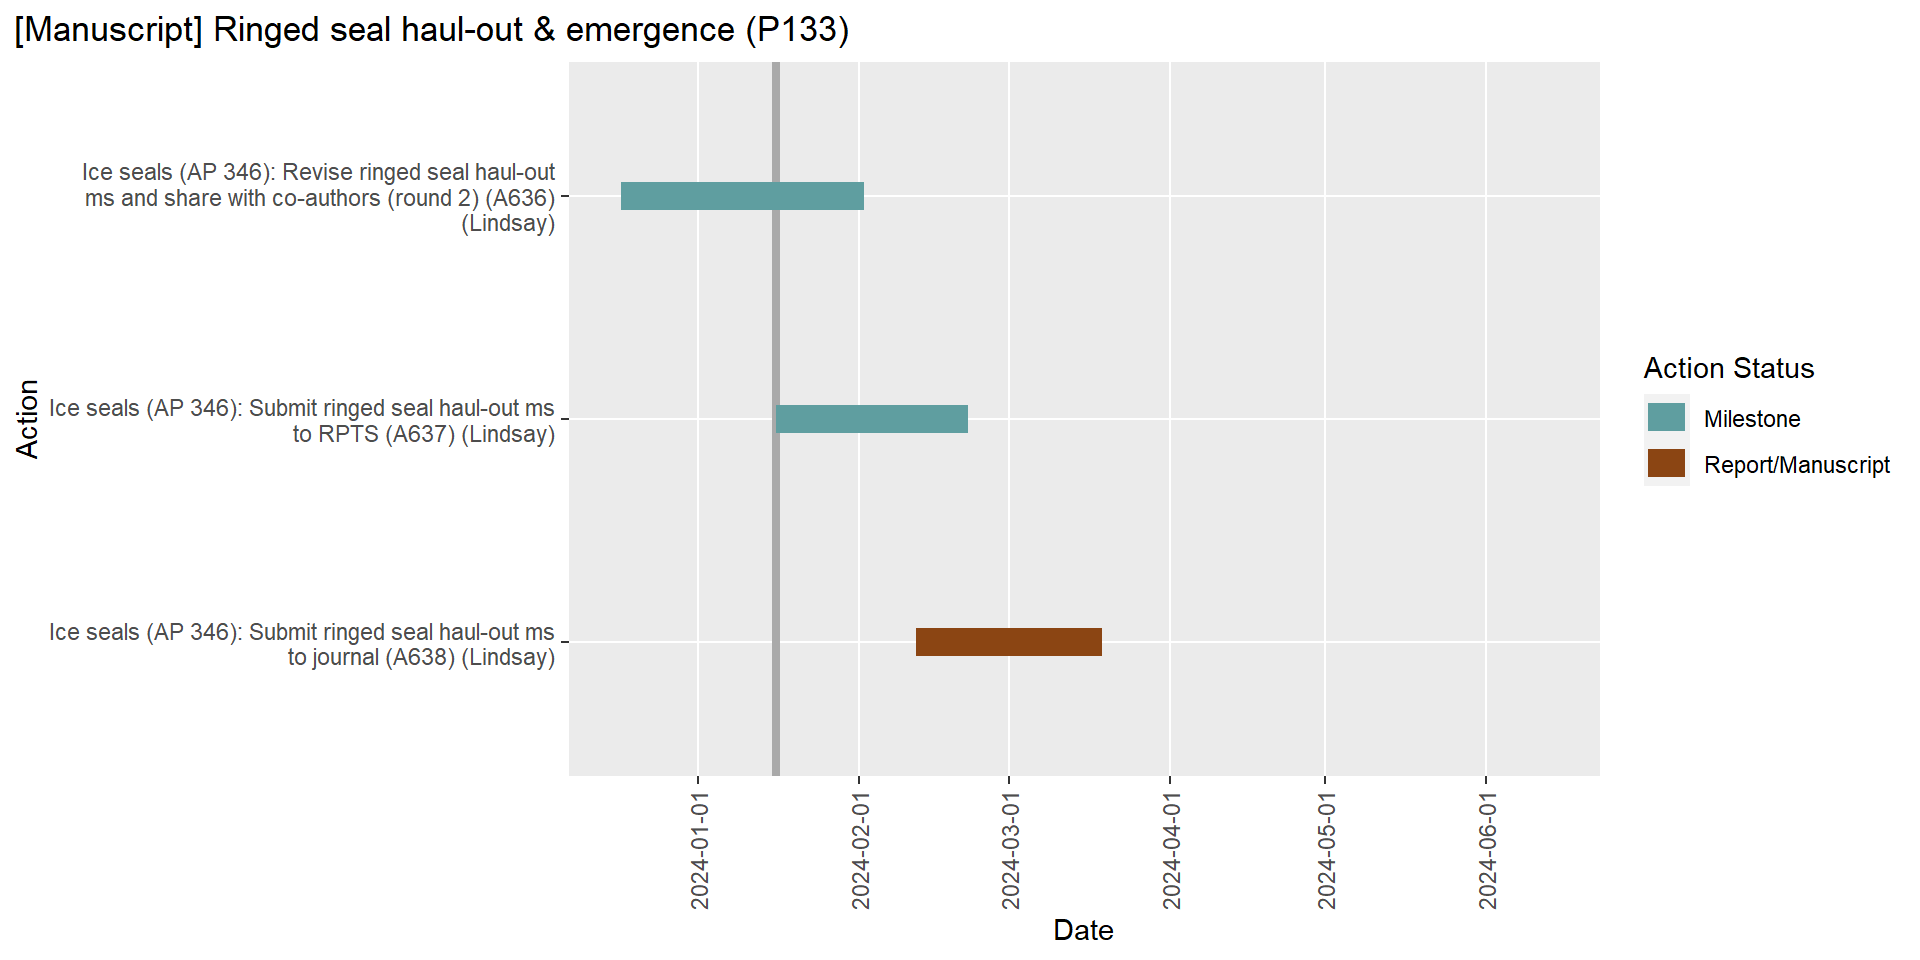 [Manuscript] Ringed seal haul-out & emergence (P133)
Ice seals (AP 346): Revise ringed seal haul-out
ms and share with co-authors (round 2) (A636)
(Lindsay)
Ice seals (AP 346): Submit ringed seal haul-out ms
to RPTS (A637) (Lindsay)
Ice seals (AP 346): Submit ringed seal haul-out ms
to journal (A638) (Lindsay)
Action
2024-01-01
2024-02-01
2024-03-01
2024-04-01
2024-05-01
2024-06-01
Date
Action Status
Milestone
Report/Manuscript